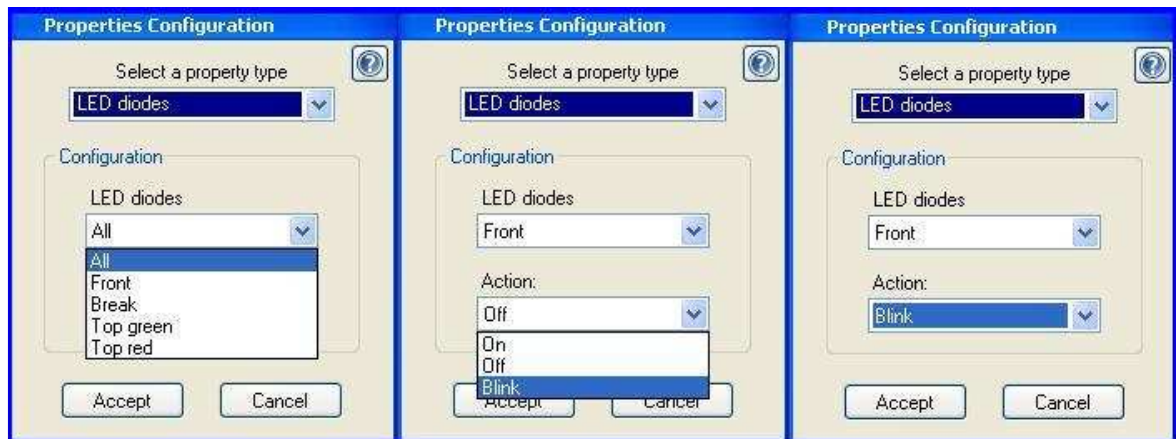 Properties Configuration
Select a property type
LED diodes
Configuration
LED diodes
All
All
Front
Break
Top green
Top red
Accept Cancel
Properties Configuration
Select a property type
LED diodes
Configuration
LED diodes
Front
Action:
Off
On
Off
Blink
Accept Cancel
Properties Configuration
Select a property type
LED diodes
Configuration
LED diodes
Front
Action:
Blink
Accept Cancel